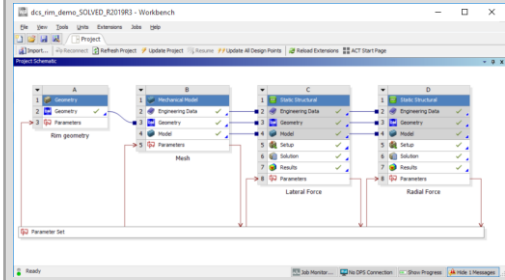 dcs_rim_demo_SOLVED_R2019R3 - Workbench
File View Tools Units Extensions Jobs Help
Project
Import... Reconnect Refresh Project Update Project Resume Update All Design Points Reload Extensions ACT Start Page
Project Schematic
A
1 Geometry
2 Geometry
3 Parameters
Rim geometry
B
1 Mechanical Model
2 Engineering Data
3 Geometry
4 Model
5 Parameters
Mesh
C
1 Static Structural
2 Engineering Data
3 Geometry
4 Model
5 Setup
6 Solution
7 Results
8 Parameters
Lateral Force
D
1 Static Structural
2 Engineering Data
3 Geometry
4 Model
5 Setup
6 Solution
7 Results
8 Parameters
Radial Force
Parameter Set
Ready
Job Monitor... No DPS Connection Show Progress Hide 1 Messages